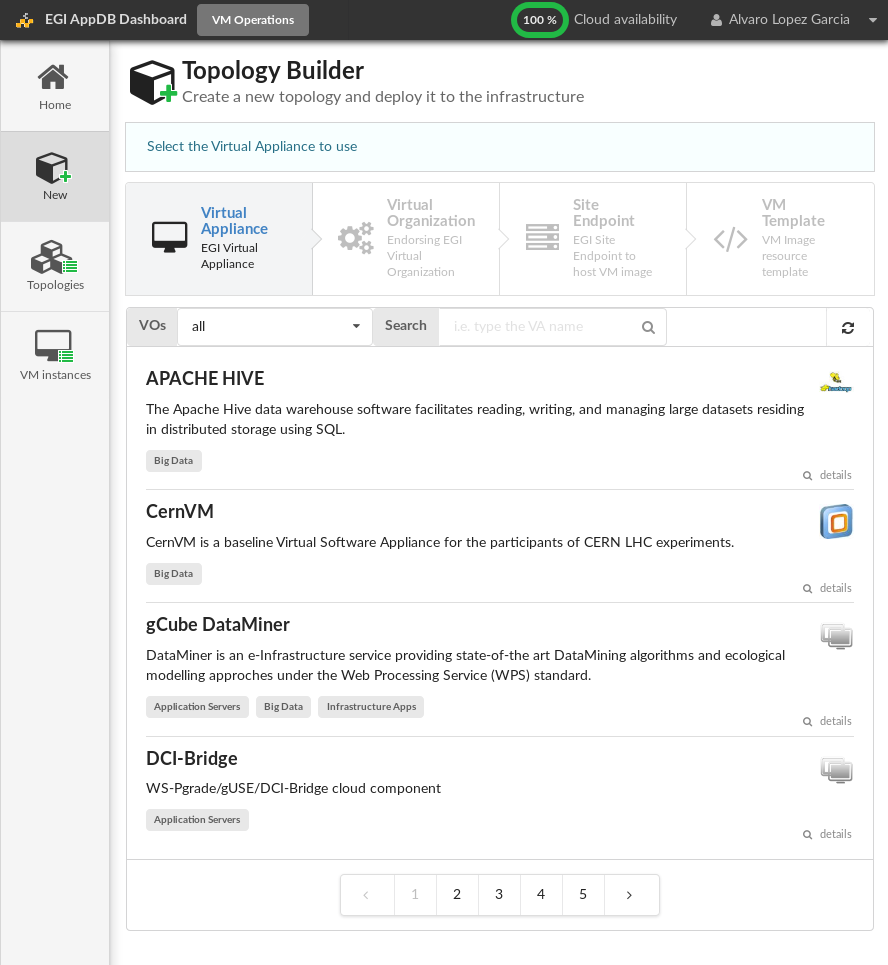 EGI AppDB Dashboard VM Operations 100 % Cloud availability Alvaro Lopez Garcia
Home
New
Topologies
VM instances
Topology Builder
Create a new topology and deploy it to the infrastructure
Select the Virtual Appliance to use
Virtual
Appliance
EGI Virtual
Appliance
Virtual
Organization
Endorsing EGI
Virtual
Organization
Site
Endpoint
EGI Site
Endpoint to
host VM image
VM
Template
VM Image
resource
template
VOs all Search i.e. type the VA name
APACHE HIVE
The Apache Hive data warehouse software facilitates reading, writing, and managing large datasets residing
in distributed storage using SQL.
Big Data
details
CernVM
CernVM is a baseline Virtual Software Appliance for the participants of CERN LHC experiments.
Big Data
details
gCube DataMiner
DataMiner is an e-Infrastructure service providing state-of-the art DataMining algorithms and ecological
modelling approches under the Web Processing Service (WPS) standard.
Application Servers Big Data Infrastructure Apps
details
DCI-Bridge
WS-Pgrade/gUSE/DCI-Bridge cloud component
Application Servers
details
1 2 3 4 5